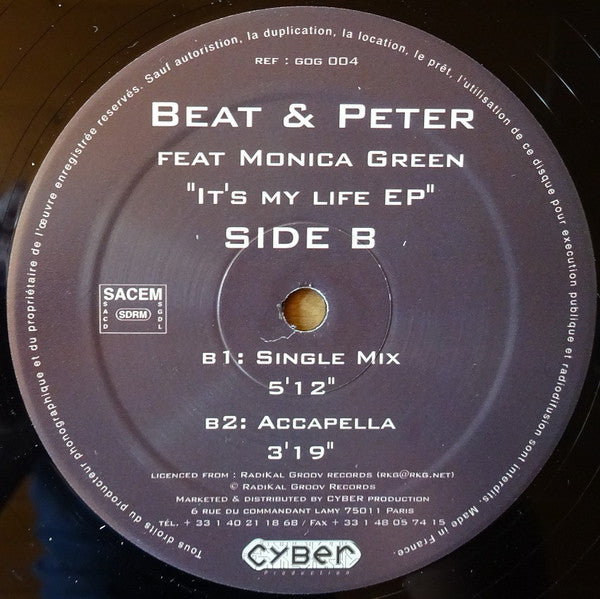 Tous droits du producteur phonographique et du propriétaire de l'œuvre enregistrée reservés. Sauf autoristion, la duplication, la location, le prêt, l'utilisation de ce disque pour execution publique et radiodifusion sont interdits. Made in France.
REF : GOG 004
BEAT & PETER
FEAT MONICA GREEN
"IT'S MY LIFE EP"
SIDE B
SACEM
SACD
SDRM
SGDL
B1: SINGLE MIX
5'12"
B2: ACCAPELLA
3'19"
LICENCED FROM : RADIKAL GROOV RECORDS (RKG@RKG.NET)
© RADIKAL GROOV RECORDS
MARKETED & DISTRIBUTED BY CYBER PRODUCTION
6 RUE DU COMMANDANT LAMY 75011 PARIS
TÉL. + 33 1 40 21 18 68 / FAX + 33 1 48 05 74 15
CYBER
Production